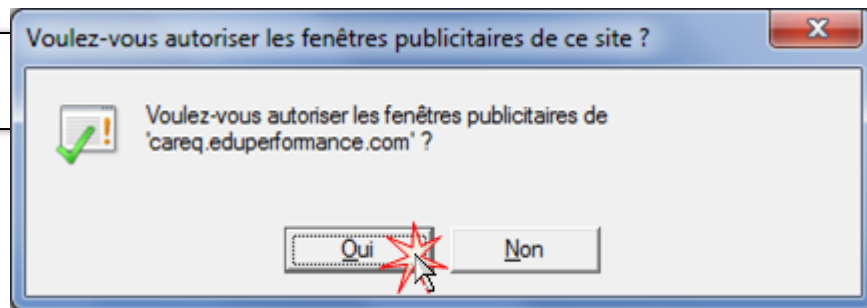 Voulez-vous autoriser les fenêtres publicitaires de ce site ?
Voulez-vous autoriser les fenêtres publicitaires de
'careq.eduperformance.com' ?
Oui
Non